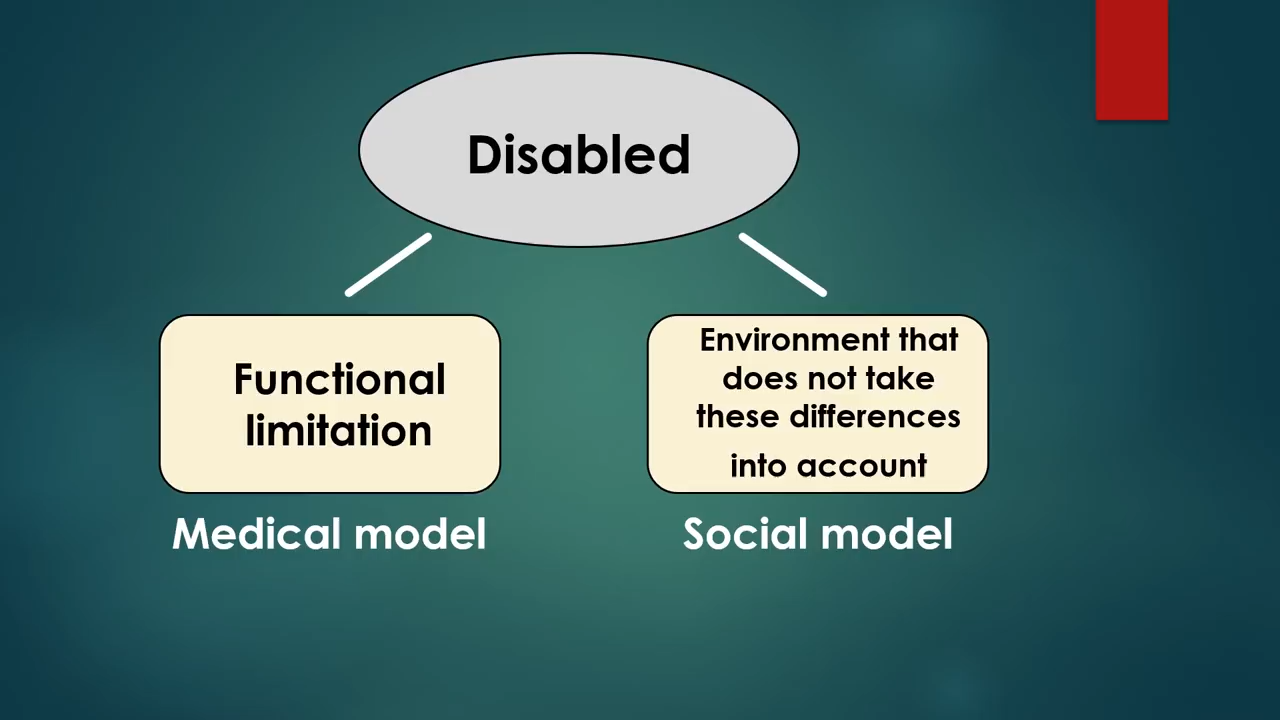 Disabled
Functional
limitation
Medical model
Environment that
does not take
these differences
into account
Social model